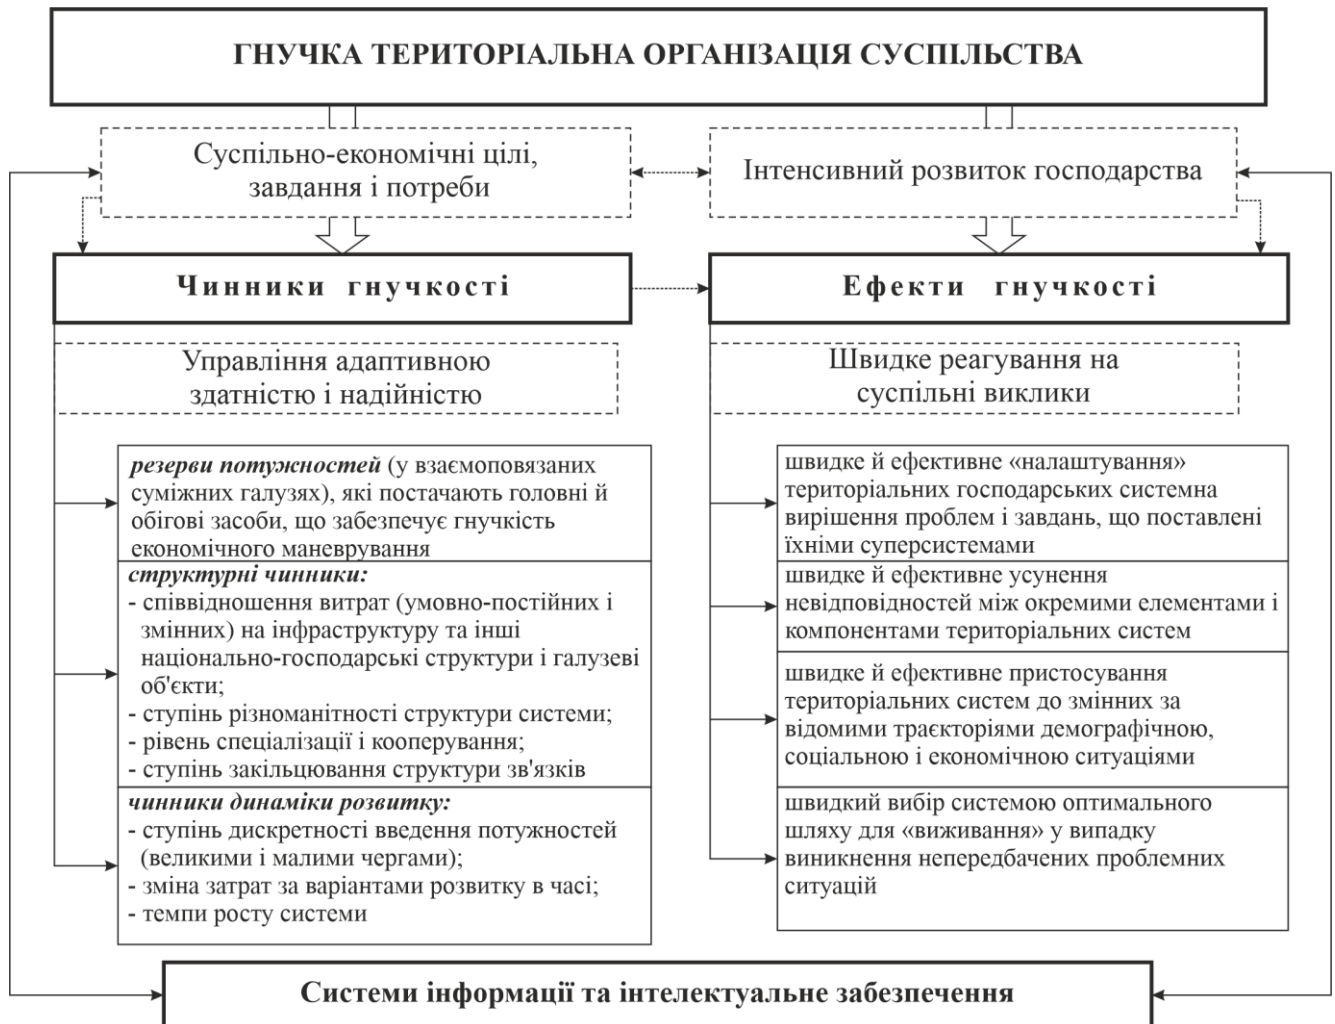 ГНУЧКА ТЕРИТОРІАЛЬНА ОРГАНІЗАЦІЯ СУСПІЛЬСТВА
Суспільно-економічні цілі,
завдання і потреби
Інтенсивний розвиток господарства
Чинники гнучкості
Ефекти гнучкості
Управління адаптивною
здатністю і надійністю
Швидке реагування на
суспільні виклики
резерви потужностей (у взаємоповязаних
суміжних галузях), які постачають головні й
обігові засоби, що забезпечує гнучкість
економічного маневрування
структурні чинники:
- співвідношення витрат (умовно-постійних і
змінних) на інфраструктуру та інші
національно-господарські структури і галузеві
об'єкти;
- ступінь різноманітності структури системи;
- рівень спеціалізації і кооперування;
- ступінь закільцювання структури зв'язків
чинники динаміки розвитку:
- ступінь дискретності введення потужностей
(великими і малими чергами);
- зміна затрат за варіантами розвитку в часі;
- темпи росту системи
швидке й ефективне «налаштування»
територіальних господарських системна
вирішення проблем і завдань, що поставлені
їхніми суперсистемами
швидке й ефективне усунення
невідповідностей між окремими елементами і
компонентами територіальних систем
швидке й ефективне пристосування
територіальних систем до змінних за
відомими траєкторіями демографічною,
соціальною і економічною ситуаціями
швидкий вибір системою оптимального
шляху для «виживання» у випадку
виникнення непередбачених проблемних
ситуацій
Системи інформації та інтелектуальне забезпечення